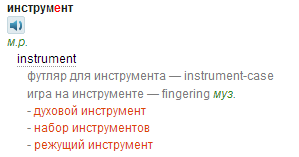 инструмент
м.р.
instrument
футляр для инструмента — instrument-case
игра на инструменте — fingering муз.
- духовой инструмент
- набор инструментов
- режущий инструмент